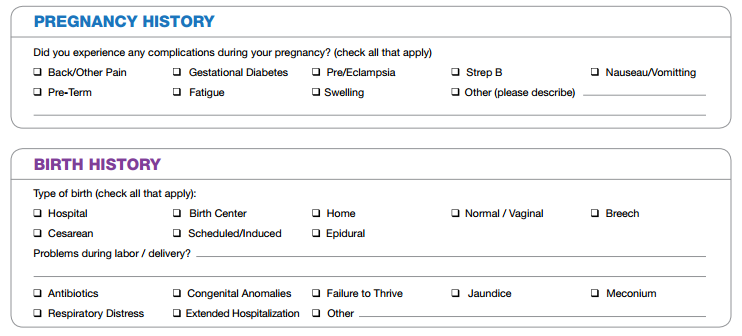 PREGNANCY HISTORY
Did you experience any complications during your pregnancy? (check all that apply)
❑ Back/Other Pain ❑ Gestational Diabetes ❑ Pre/Eclampsia ❑ Strep B ❑ Nauseau/Vomitting
❑ Pre-Term ❑ Fatigue ❑ Swelling ❑ Other (please describe)
BIRTH HISTORY
Type of birth (check all that apply):
❑ Hospital ❑ Birth Center ❑ Home ❑ Normal / Vaginal ❑ Breech
❑ Cesarean ❑ Scheduled/Induced ❑ Epidural
Problems during labor / delivery?
❑ Antibiotics ❑ Congenital Anomalies ❑ Failure to Thrive ❑ Jaundice ❑ Meconium
❑ Respiratory Distress ❑ Extended Hospitalization ❑ Other